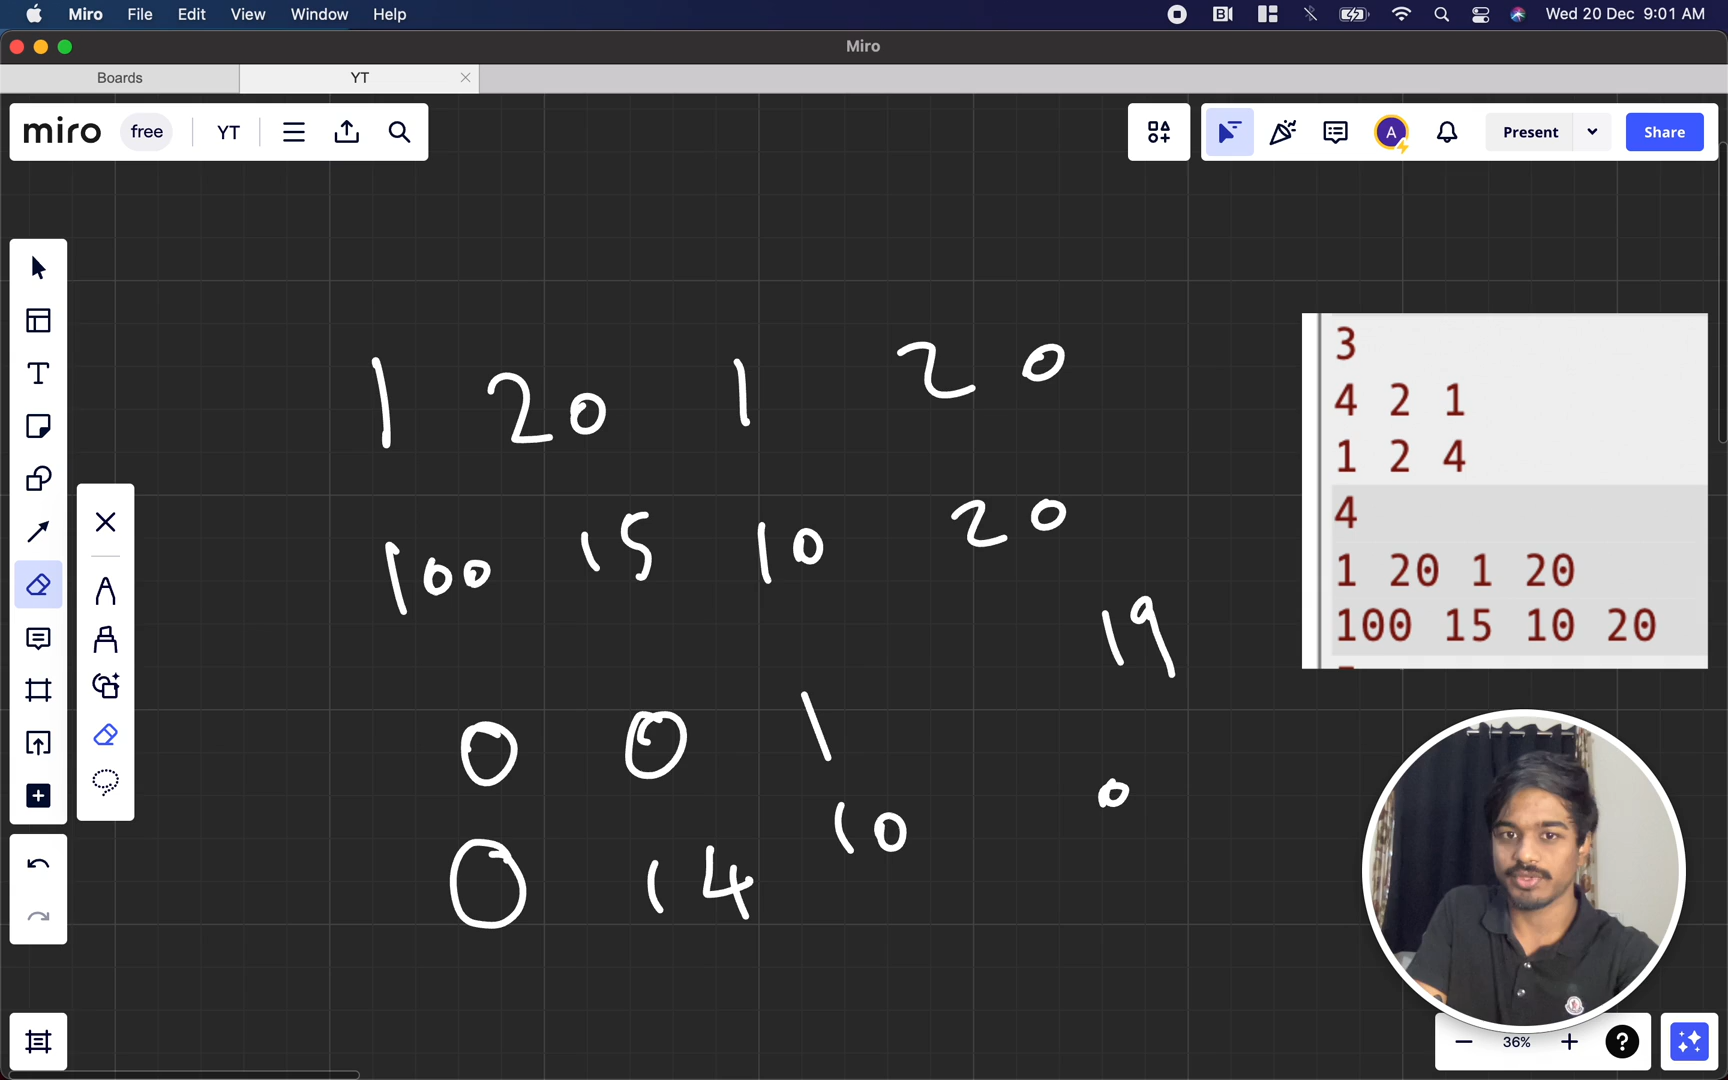 Miro File Edit View Window Help Wed 20 Dec 9:01 AM
Miro
Boards YT
miro free YT Present Share
A
1 20 1 20
100 15 10 20
19
0 0 1
10 0
0 14
3
4 2 1
1 2 4
4
1 20 1 20
100 15 10 20
36% ?